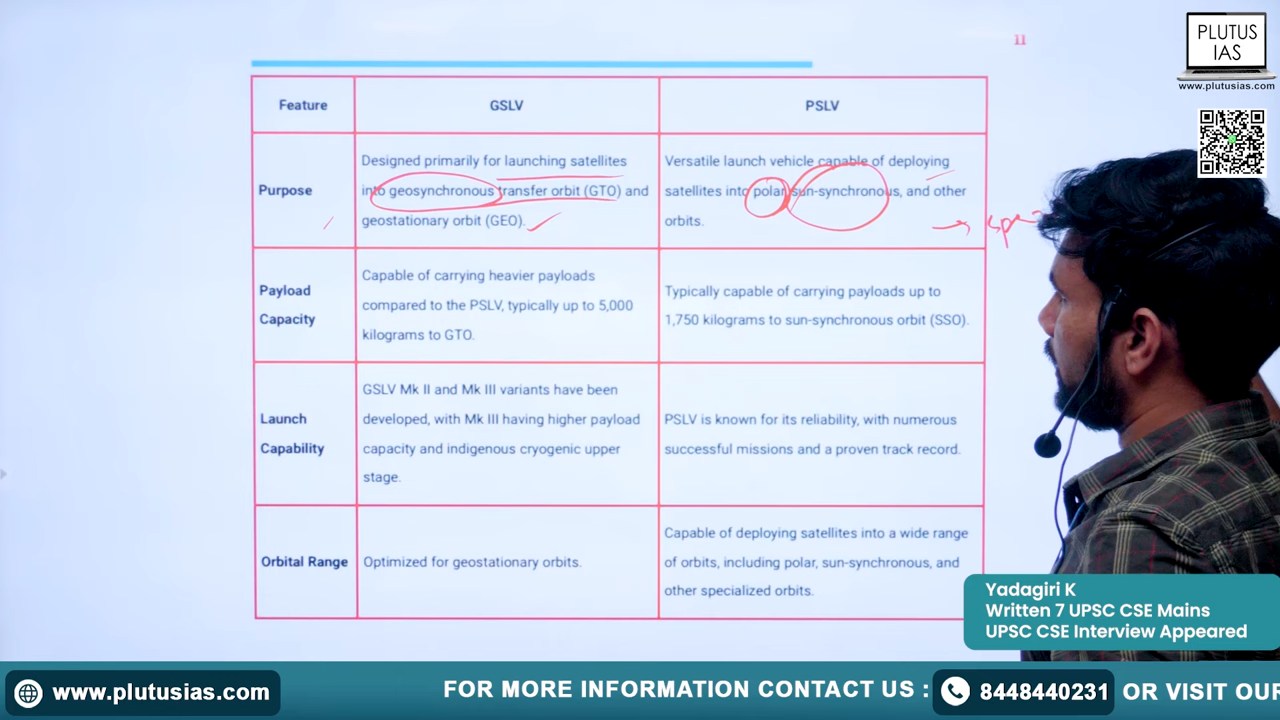 11
PLUTUS
IAS
www.plutusias.com
Feature
GSLV
PSLV
Purpose
Designed primarily for launching satellites
into geosynchronous transfer orbit (GTO) and
geostationary orbit (GEO).
Versatile launch vehicle capable of deploying
satellites into polar, sun-synchronous, and other
orbits.
Payload
Capacity
Capable of carrying heavier payloads
compared to the PSLV, typically up to 5,000
kilograms to GTO.
Typically capable of carrying payloads up to
1,750 kilograms to sun-synchronous orbit (SSO).
Launch
Capability
GSLV Mk II and Mk III variants have been
developed, with Mk III having higher payload
capacity and indigenous cryogenic upper
stage.
PSLV is known for its reliability, with numerous
successful missions and a proven track record.
Orbital Range
Optimized for geostationary orbits.
Capable of deploying satellites into a wide range
of orbits, including polar, sun-synchronous, and
other specialized orbits.
Yadagiri K
Written 7 UPSC CSE Mains
UPSC CSE Interview Appeared
www.plutusias.com
FOR MORE INFORMATION CONTACT US :
8448440231
OR VISIT OUR